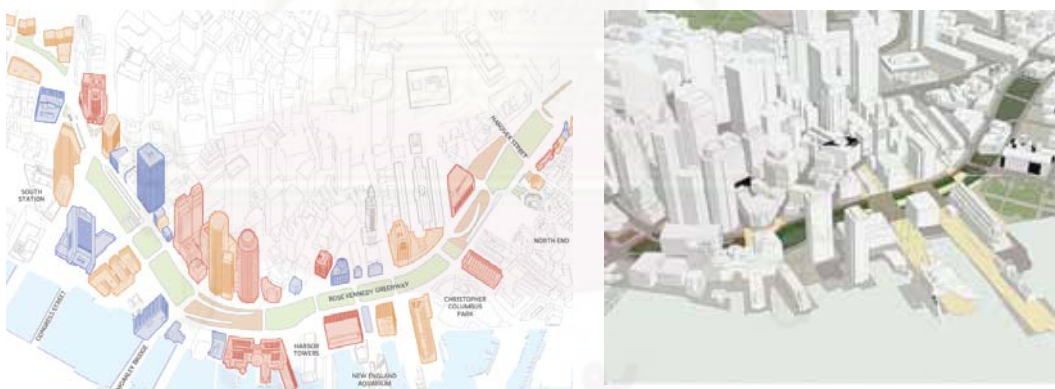 HANOVER STREET
SOUTH
STATION
NORTH END
ROSE KENNEDY GREENWAY
CHRISTOPHER
COLUMBUS
PARK
CONGRESS STREET
HARBOR
TOWERS
BRIDGE
NEW ENGLAND
AQUARIUM